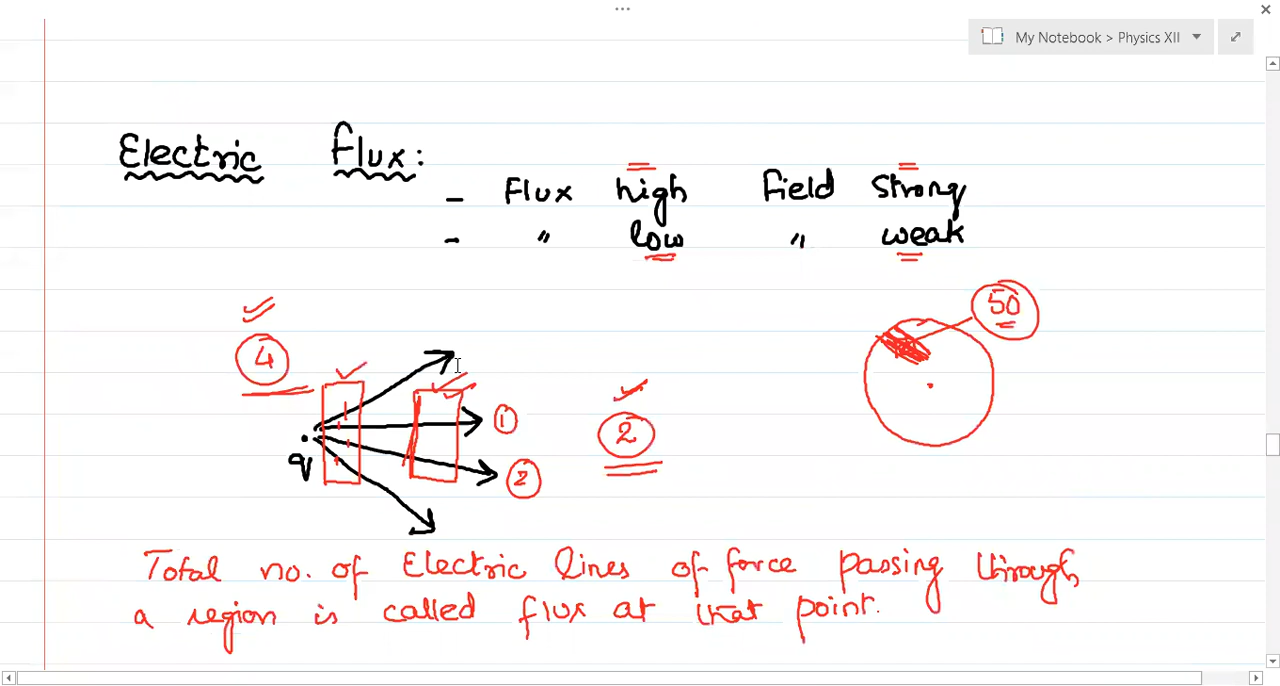 My Notebook > Physics XII
Electric flux:
- Flux high field strong
- " low " weak
50
4
1
2
q
2
Total no. of Electric lines of force passing through
a region is called flux at that point.